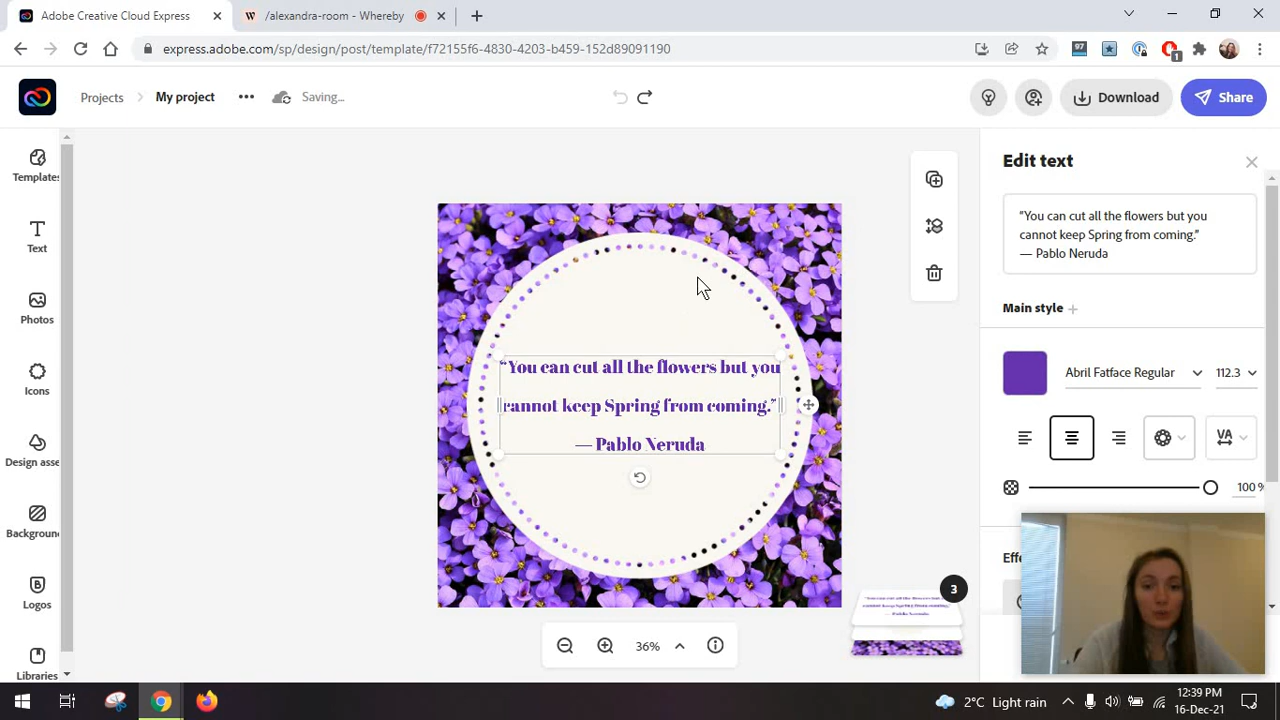 Adobe Creative Cloud Express
/alexandra-room - Whereby
express.adobe.com/sp/design/post/template/f72155f6-4830-4203-b459-152d89091190
97
1
Projects
My project
Saving...
Download
Share
Templates
Text
Photos
Icons
Design asse
Background
Logos
Libraries
“You can cut all the flowers but you
cannot keep Spring from coming.”
— Pablo Neruda
3
36%
Edit text
“You can cut all the flowers but you
cannot keep Spring from coming.”
— Pablo Neruda
Main style
Abril Fatface Regular
112.3
VA
100 %
Effe
2°C Light rain
12:39 PM
16-Dec-21